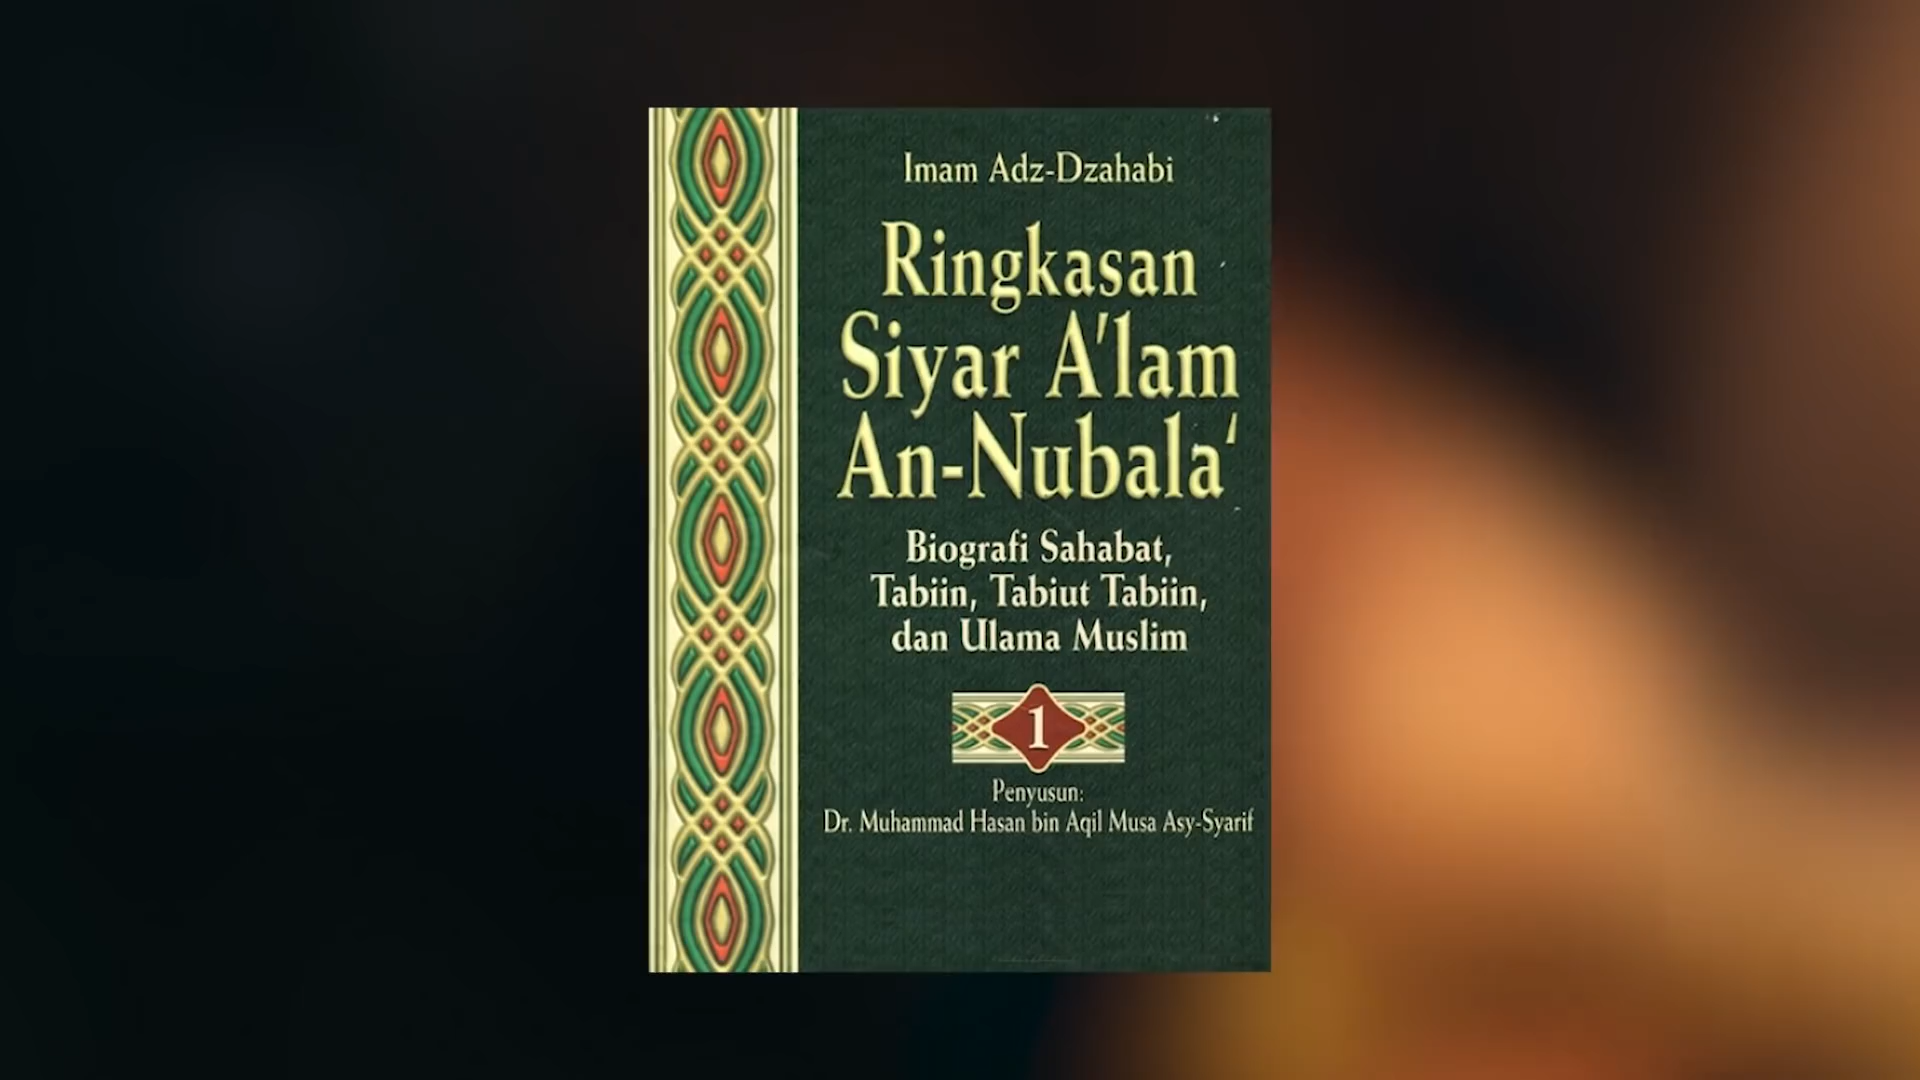 Imam Adz-Dzahabi
Ringkasan
Siyar A'lam
An-Nubala'
Biografi Sahabat,
Tabiin, Tabiut Tabiin,
dan Ulama Muslim
1
Penyusun:
Dr. Muhammad Hasan bin Aqil Musa Asy-Syarif